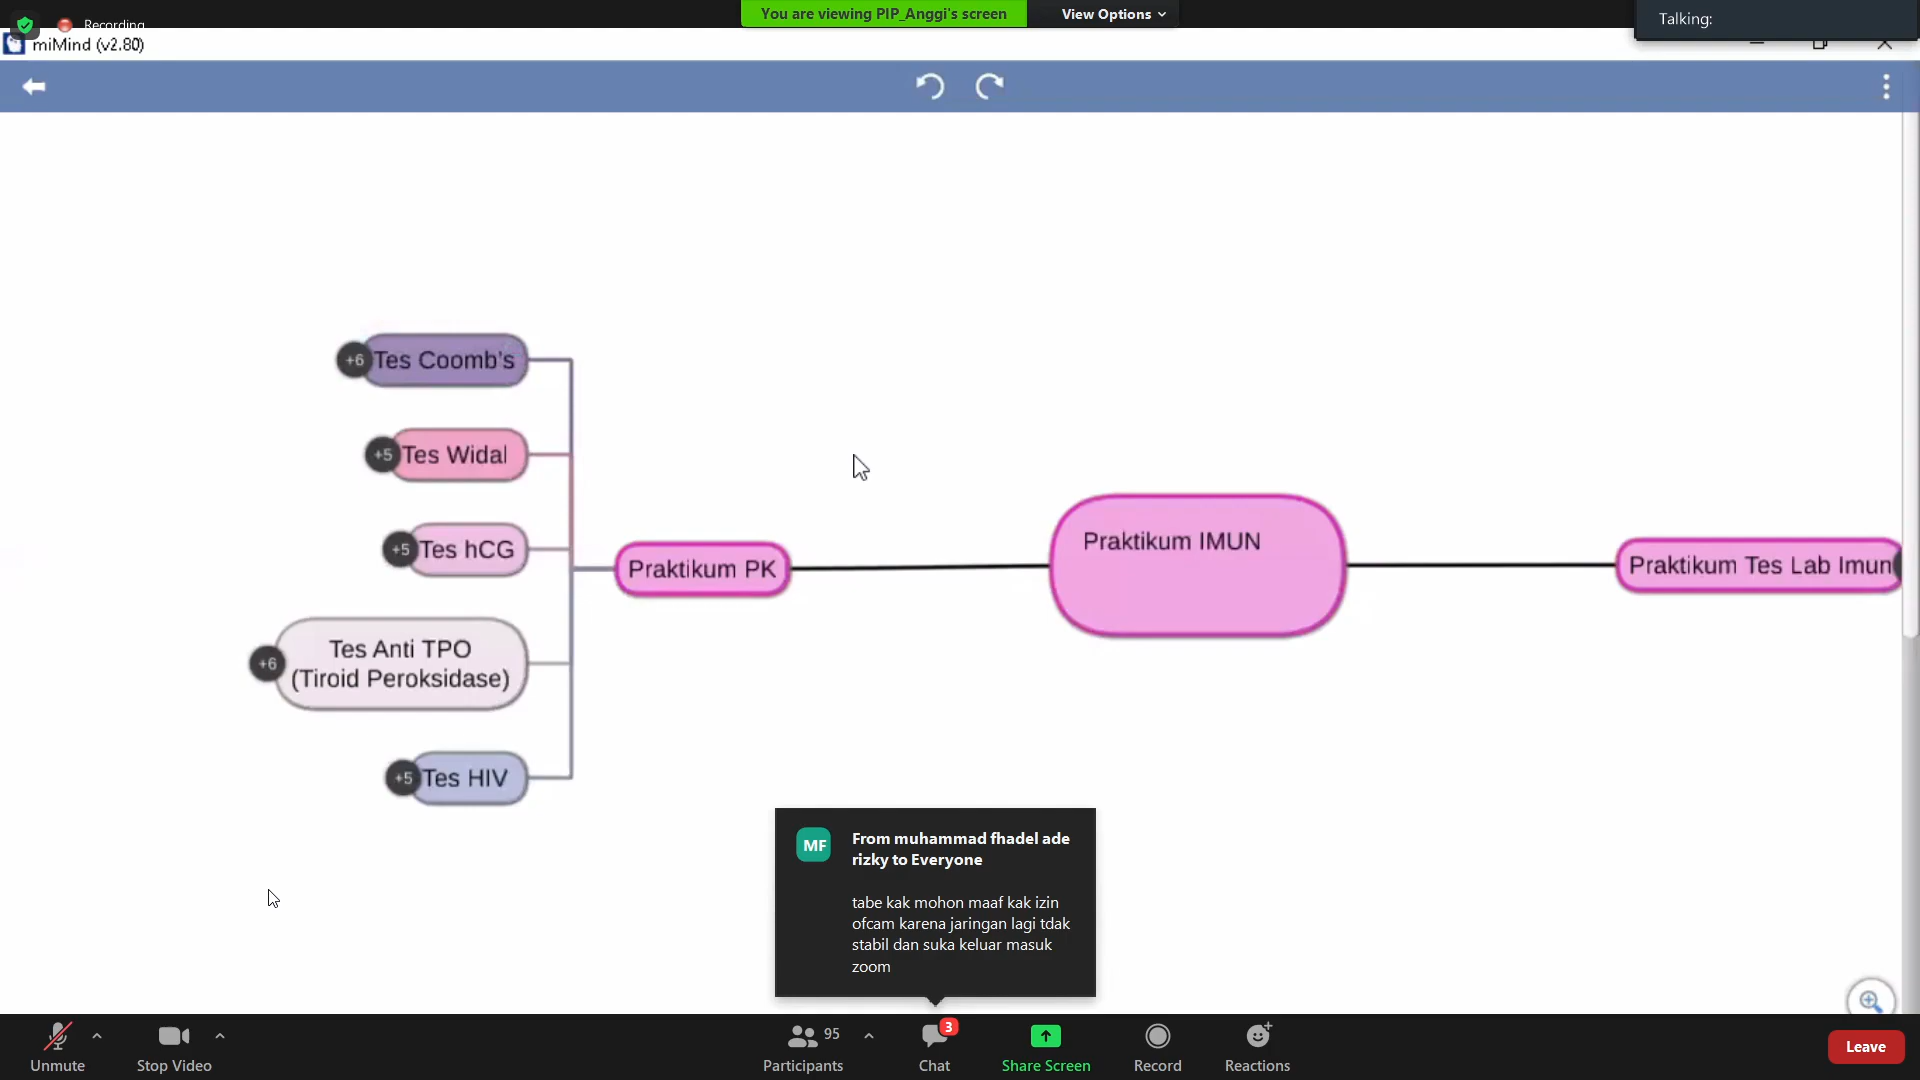 Recording
You are viewing PIP_Anggi's screen
View Options
Talking:
miMind (v2.80)
+6 Tes Coomb's
+5 Tes Widal
+5 Tes hCG
+6 Tes Anti TPO
(Tiroid Peroksidase)
+5 Tes HIV
Praktikum PK
Praktikum IMUN
Praktikum Tes Lab Imun
MF
From muhammad fhadel ade
rizky to Everyone
tabe kak mohon maaf kak izin
ofcam karena jaringan lagi tdak
stabil dan suka keluar masuk
zoom
Unmute
Stop Video
95
Participants
3
Chat
Share Screen
Record
Reactions
Leave